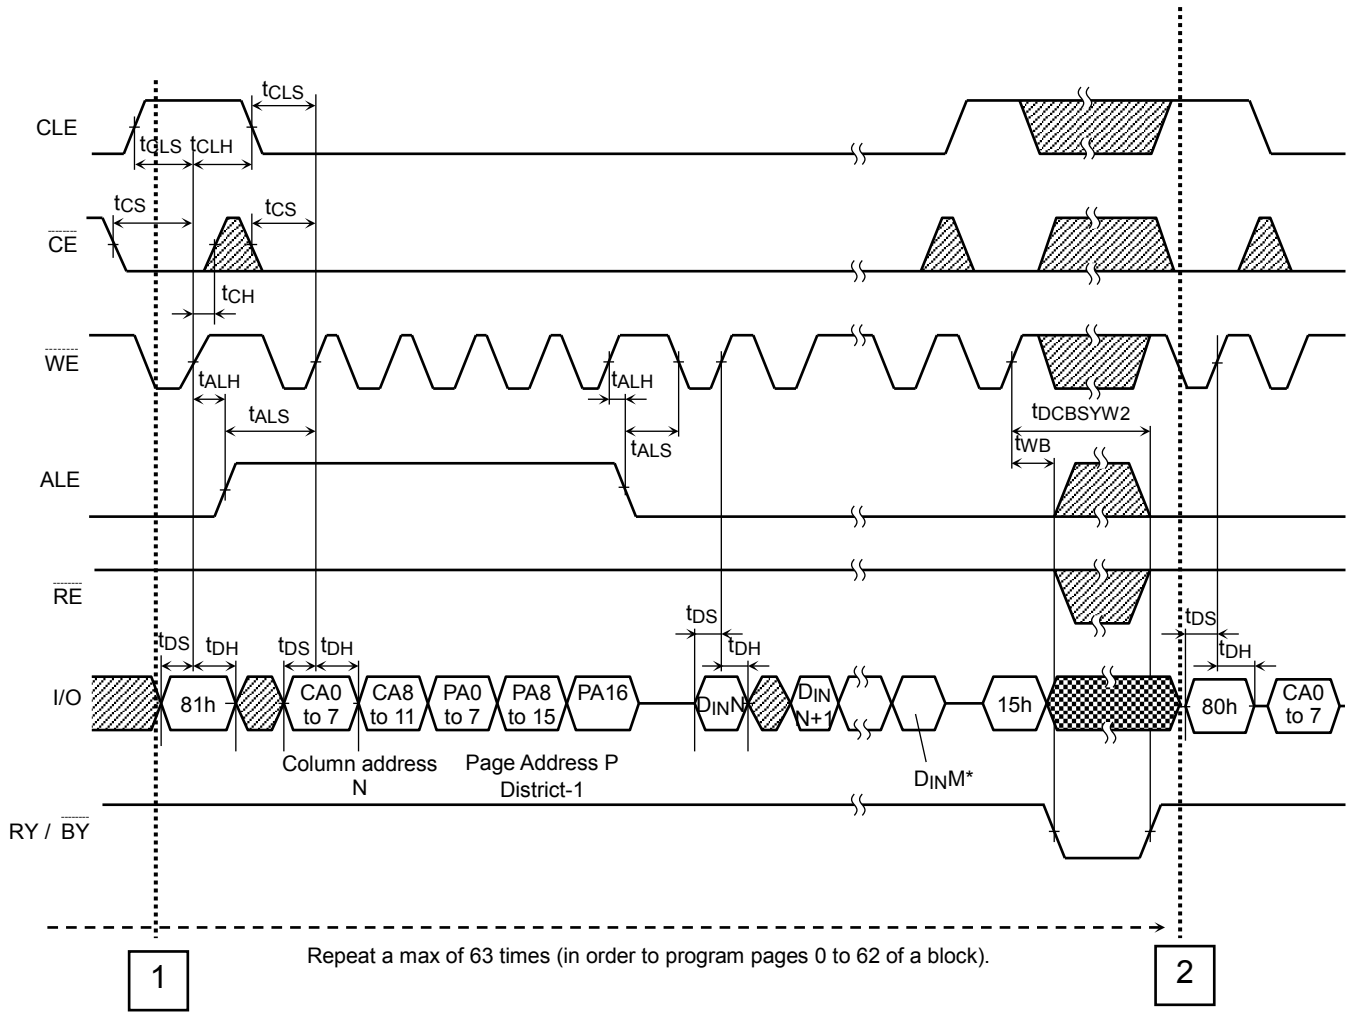 tCLS
CLE
tCLS tCLH
tCS tCS
CE
tCH
WE
tALH tALH
tDCBSYW2
tALS
tALS tWB
ALE
RE
tDS tDS
tDS tDH tDS tDH tDH tDH
I/O 81h CA0 to 7 CA8 to 11 PA0 to 7 PA8 to 15 PA16 DINN DIN N+1 15h 80h CA0 to 7
Column address N
Page Address P District-1
DINM*
RY / BY
Repeat a max of 63 times (in order to program pages 0 to 62 of a block).
1 2